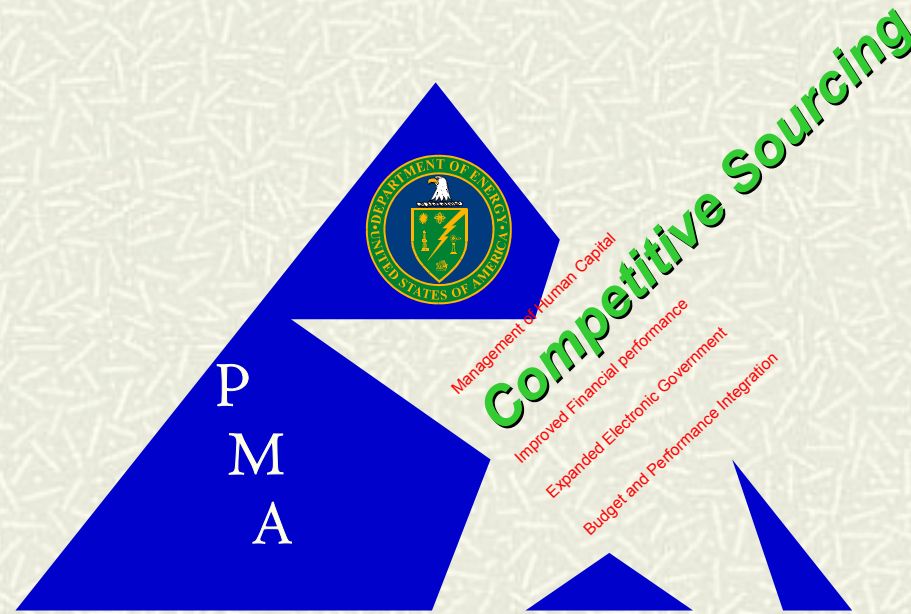 DEPARTMENT OF ENERGY
UNITED STATES OF AMERICA
Management of Human Capital
Competitive Sourcing
Improved Financial performance
Expanded Electronic Government
Budget and Performance Integration
P
M
A